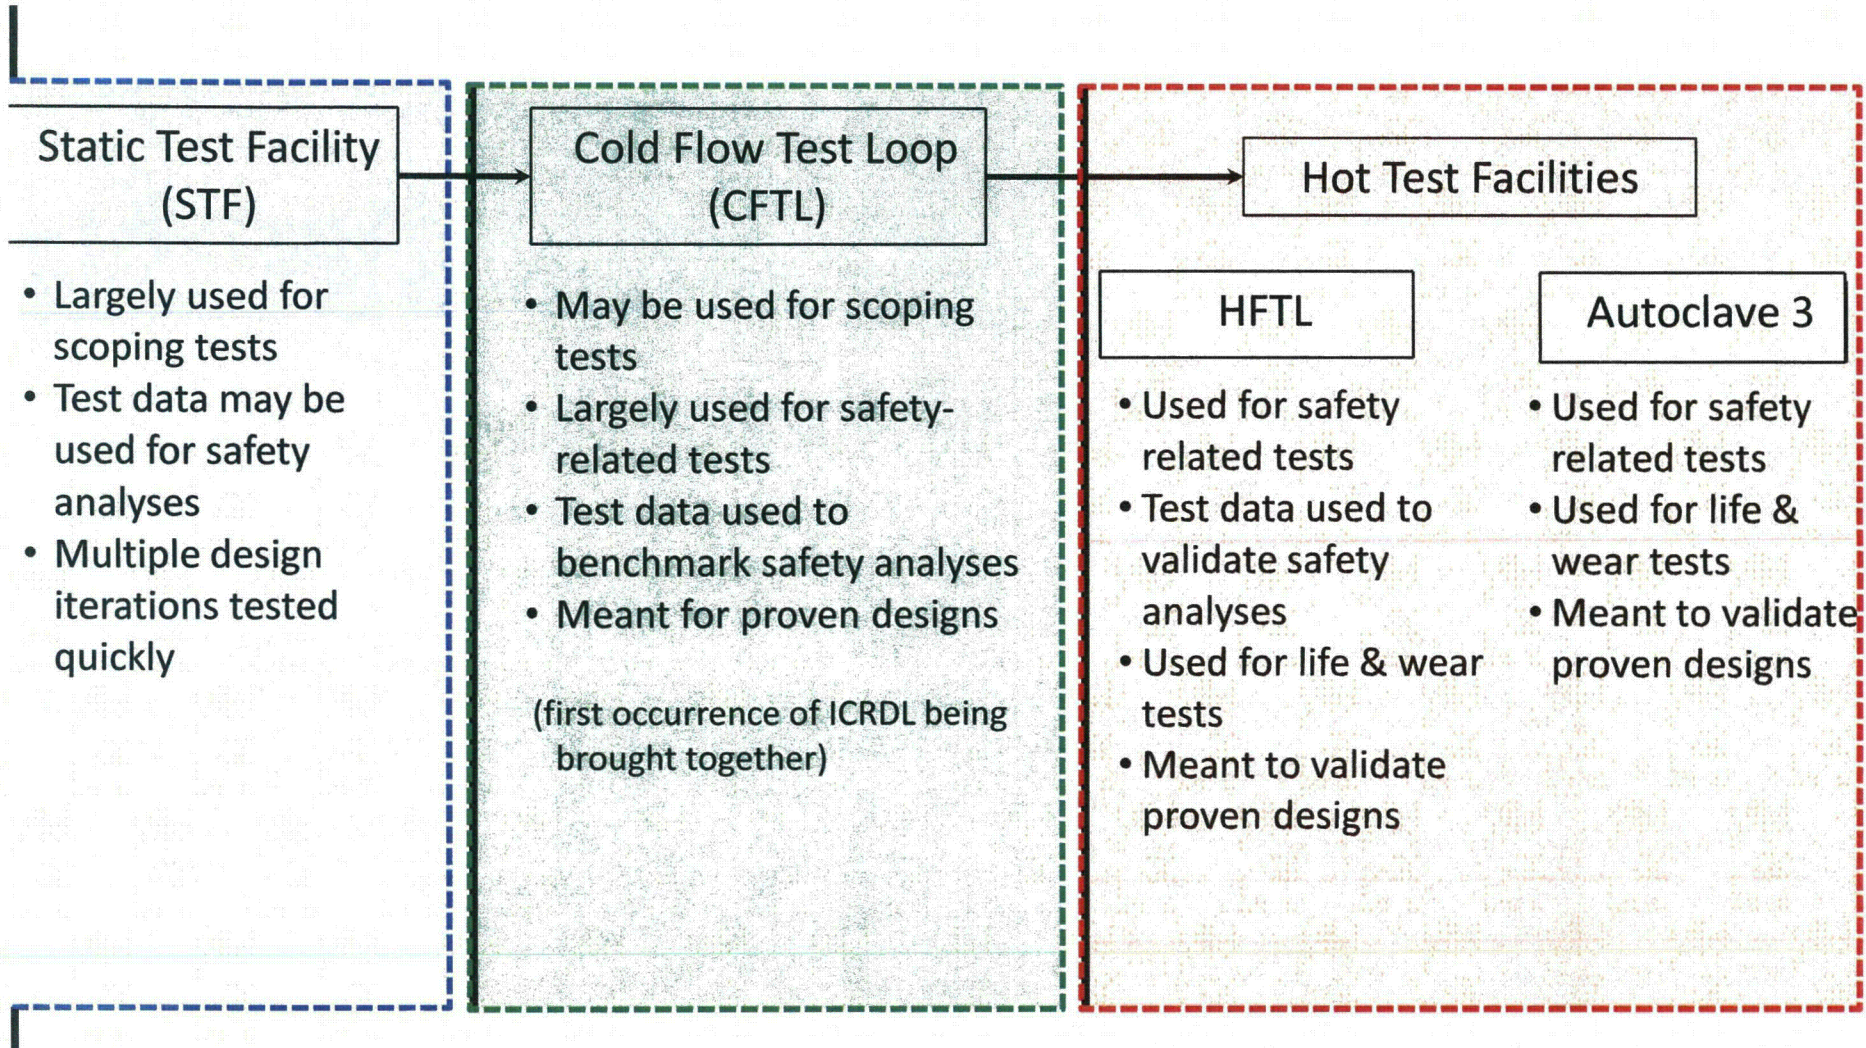 Static Test Facility
(STF)
• Largely used for
scoping tests
• Test data may be
used for safety
analyses
• Multiple design
iterations tested
quickly
Cold Flow Test Loop
(CFTL)
• May be used for scoping
tests
• Largely used for safety-
related tests
• Test data used to
benchmark safety analyses
• Meant for proven designs
(first occurrence of ICRDL being
brought together)
Hot Test Facilities
HFTL
• Used for safety
related tests
• Test data used to
validate safety
analyses
• Used for life & wear
tests
• Meant to validate
proven designs
Autoclave 3
• Used for safety
related tests
• Used for life &
wear tests
• Meant to validate
proven designs